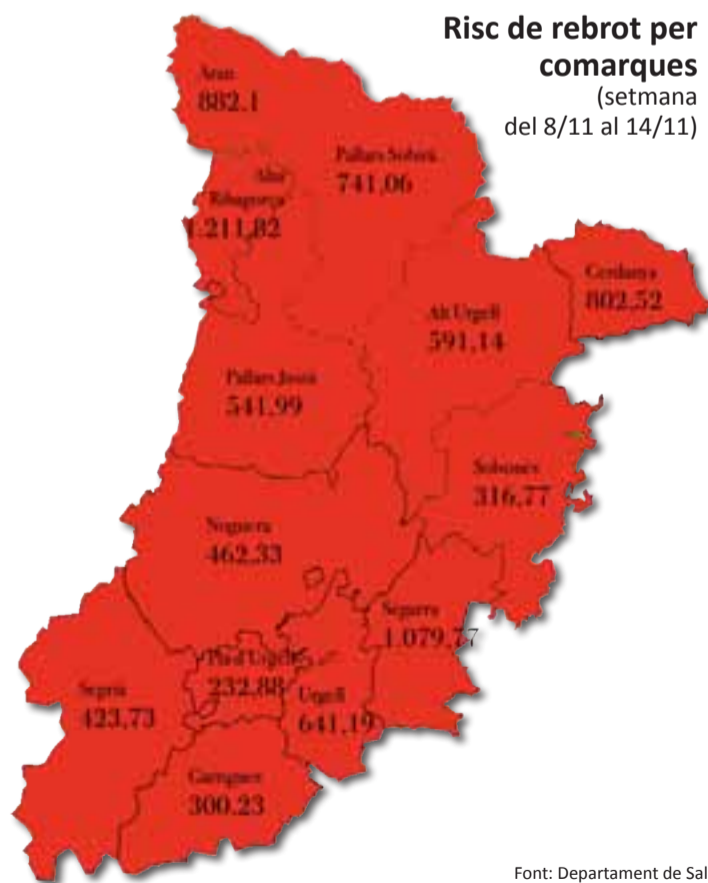 Risc de rebrot per
comarques
(setmana
del 8/11 al 14/11)
Aran
882.1
Pallars Sobirà
741,06
Alta
Ribagorça
1.211,82
Cerdanya
802,52
Alt Urgell
591,14
Pallars Jussà
541,99
Solsonès
316,77
Noguera
462,33
Segarra
1.079,77
Pla d'Urgell
232,88
Urgell
641,19
Segrià
423,73
Garrigues
300,23
Font: Departament de Sal